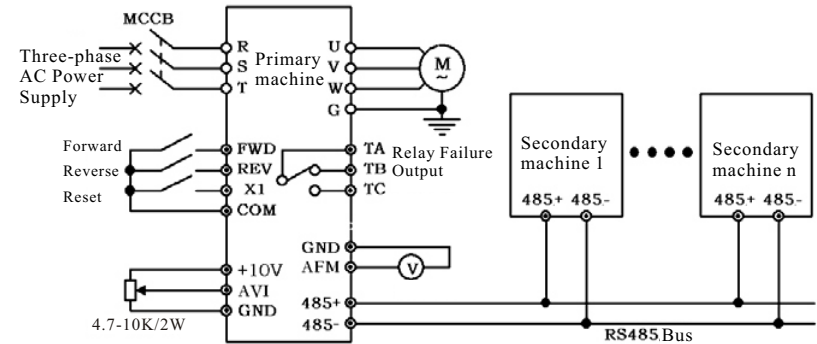 MCCB
Three-phase
AC Power
Supply
R
S
T
Primary
machine
U
V
W
G
M
~
Forward
Reverse
Reset
FWD
REV
X1
COM
TA
TB
TC
Relay Failure
Output
Secondary
machine 1
485+ 485-
Secondary
machine n
485+ 485-
GND
AFM
V
+10V
AVI
GND
4.7-10K/2W
485+
485-
RS485 Bus